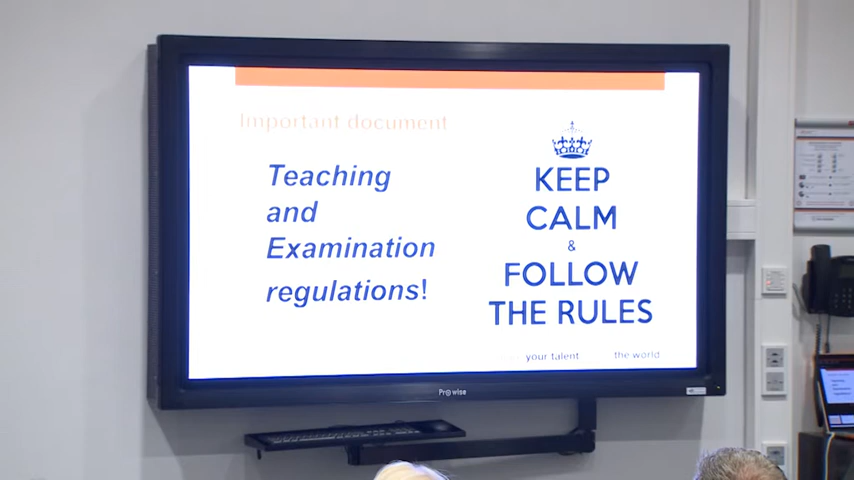 Important document
Teaching
and
Examination
regulations!
KEEP
CALM
&
FOLLOW
THE RULES
your talent
the world
Prowise